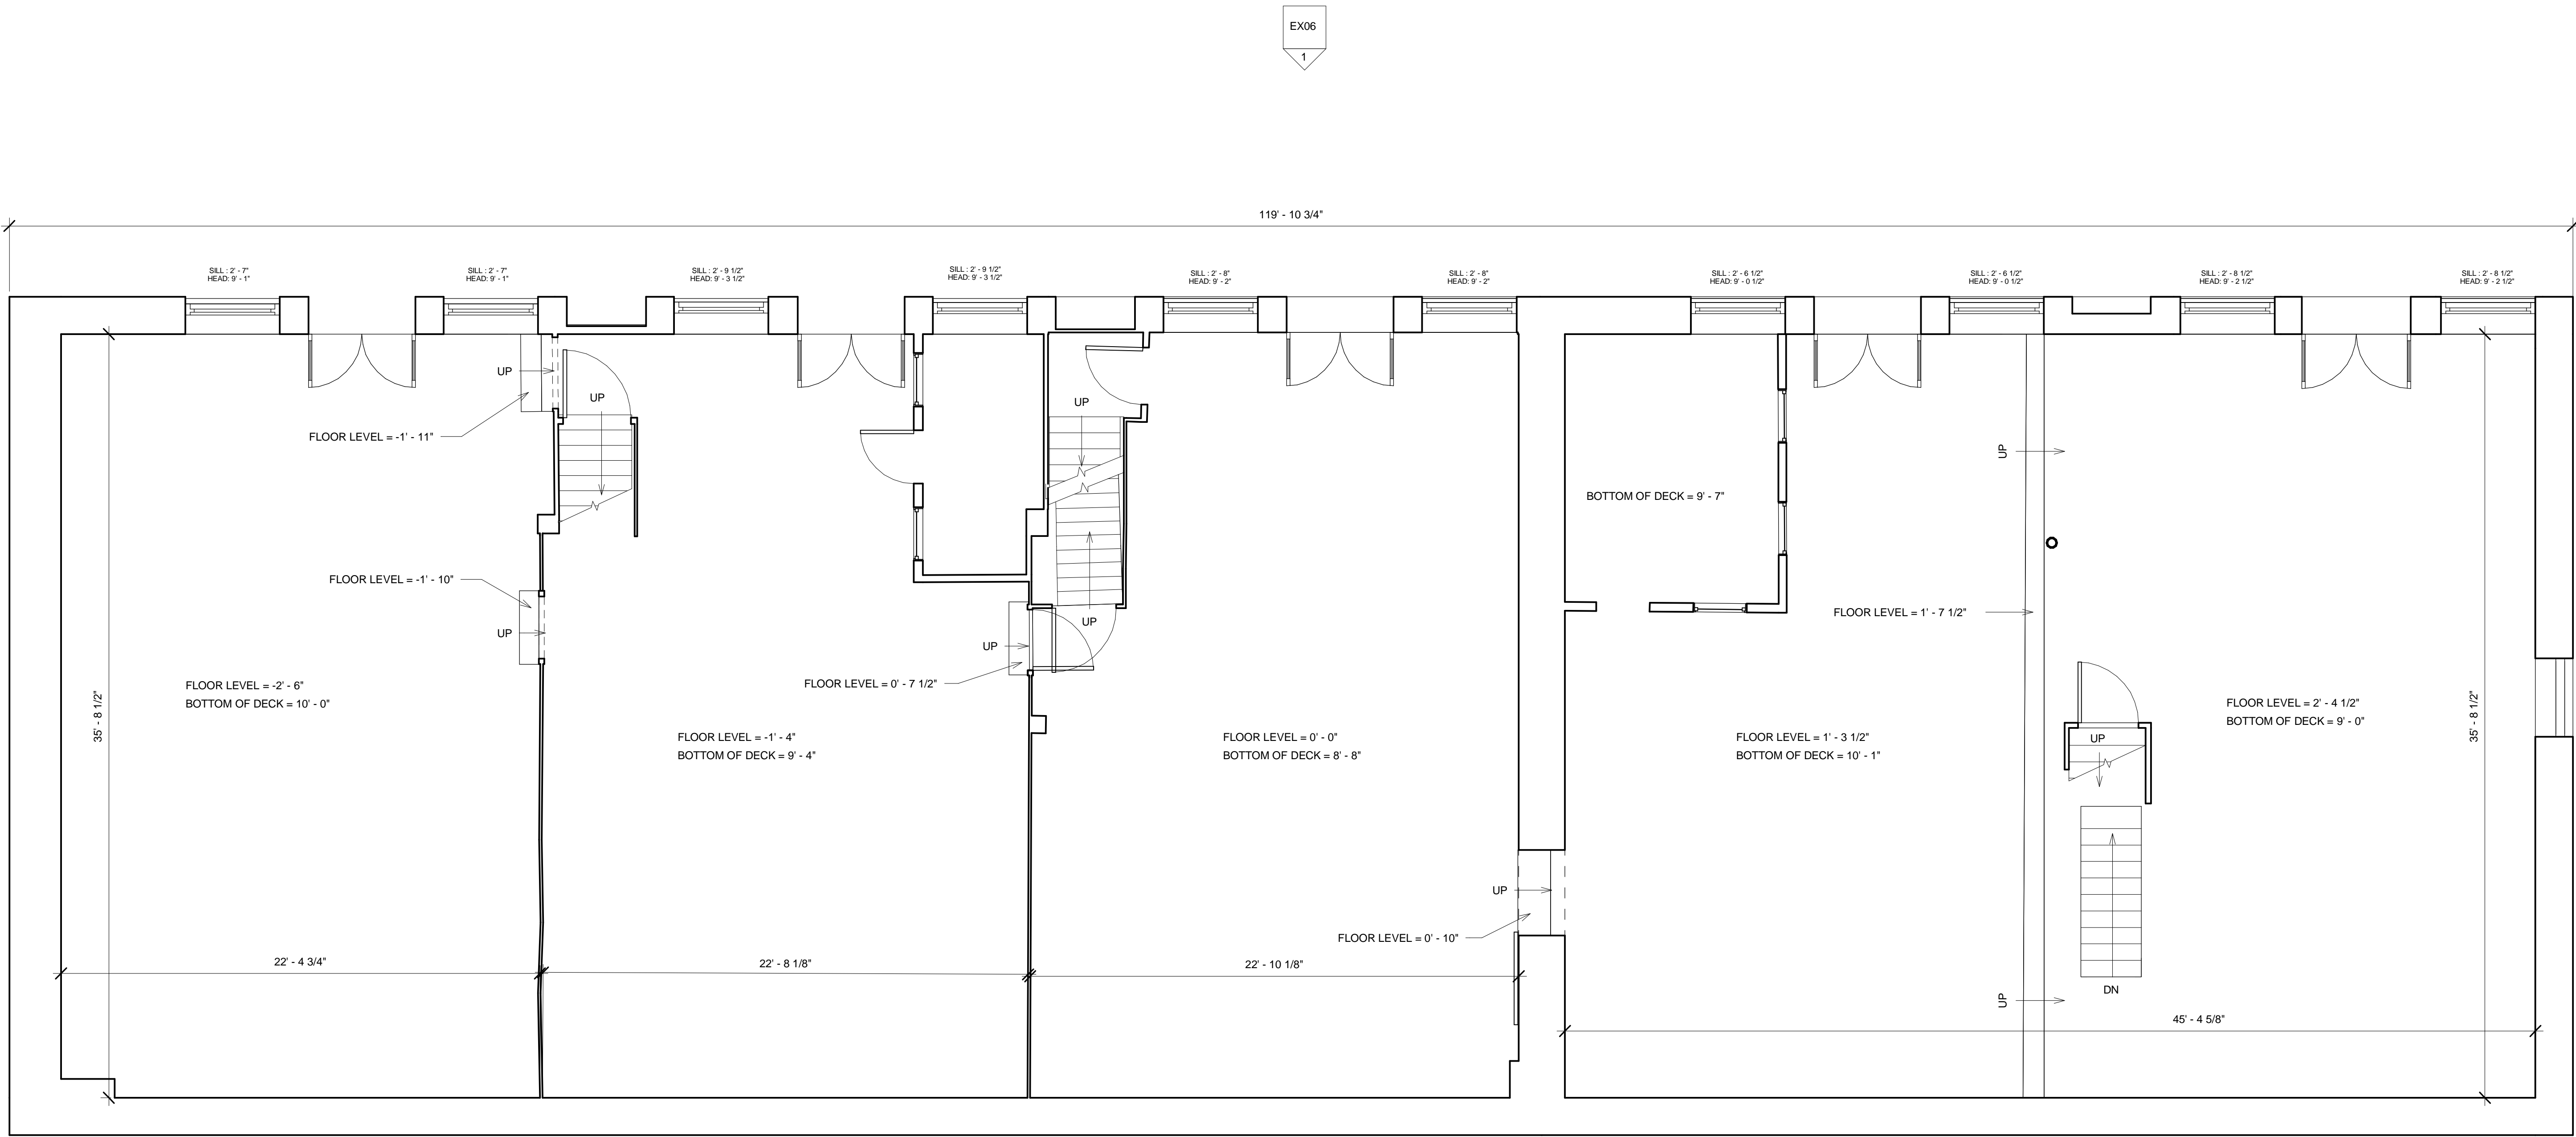 EX06
1
119' - 10 3/4"
SILL : 2' - 7"
HEAD: 9' - 1"
SILL : 2' - 7"
HEAD: 9' - 1"
SILL : 2' - 9 1/2"
HEAD: 9' - 3 1/2"
SILL : 2' - 9 1/2"
HEAD: 9' - 3 1/2"
SILL : 2' - 8"
HEAD: 9' - 2"
SILL : 2' - 8"
HEAD: 9' - 2"
SILL : 2' - 6 1/2"
HEAD: 9' - 0 1/2"
SILL : 2' - 6 1/2"
HEAD: 9' - 0 1/2"
SILL : 2' - 8 1/2"
HEAD: 9' - 2 1/2"
SILL : 2' - 8 1/2"
HEAD: 9' - 2 1/2"
UP
UP
UP
FLOOR LEVEL = -1' - 11"
UP
BOTTOM OF DECK = 9' - 7"
FLOOR LEVEL = -1' - 10"
UP
UP
UP
FLOOR LEVEL = 1' - 7 1/2"
FLOOR LEVEL = 0' - 7 1/2"
35' - 8 1/2"
FLOOR LEVEL = -2' - 6"
BOTTOM OF DECK = 10' - 0"
FLOOR LEVEL = -1' - 4"
BOTTOM OF DECK = 9' - 4"
FLOOR LEVEL = 0' - 0"
BOTTOM OF DECK = 8' - 8"
FLOOR LEVEL = 1' - 3 1/2"
BOTTOM OF DECK = 10' - 1"
UP
FLOOR LEVEL = 2' - 4 1/2"
BOTTOM OF DECK = 9' - 0"
35' - 8 1/2"
UP
FLOOR LEVEL = 0' - 10"
22' - 4 3/4"
22' - 8 1/8"
22' - 10 1/8"
UP
DN
45' - 4 5/8"